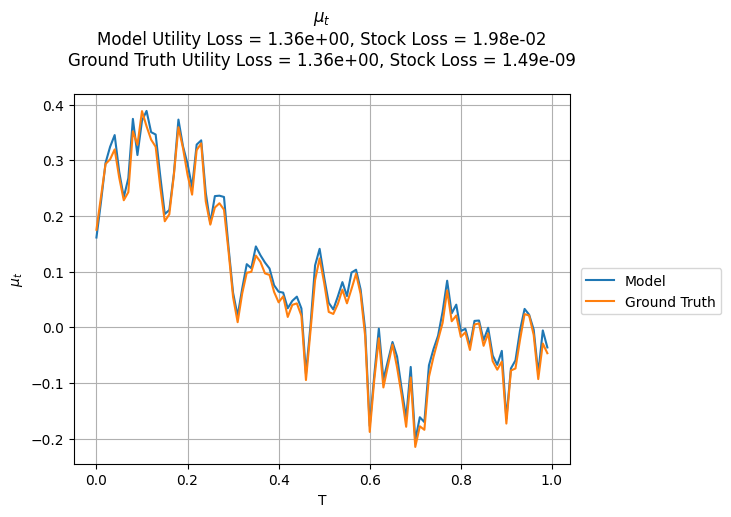 μ_t
Model Utility Loss = 1.36e+00, Stock Loss = 1.98e-02
Ground Truth Utility Loss = 1.36e+00, Stock Loss = 1.49e-09
0.4
0.3
0.2
0.1
0.0
−0.1
−0.2
μ_t
0.0 0.2 0.4 0.6 0.8 1.0
T
Model
Ground Truth